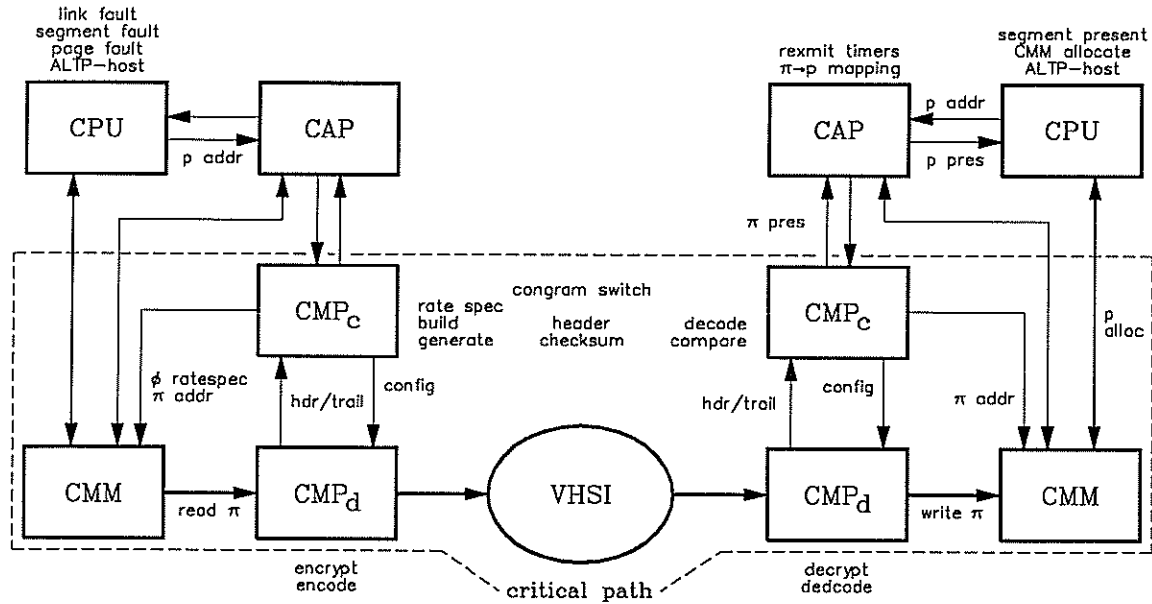 link fault
segment fault
page fault
ALTP-host
CPU
CAP
p addr
rexmit timers
π→p mapping
segment present
CMM allocate
ALTP-host
CAP
CPU
p addr
p pres
π pres
CMPc
congram switch
rate spec
build header decode
generate checksum compare
CMPc
p
alloc
ϕ ratespec
π addr
hdr/trail
config
hdr/trail
config
π addr
CMM
read π
CMPd
VHSI
CMPd
write π
CMM
encrypt
encode
critical path
decrypt
dedcode